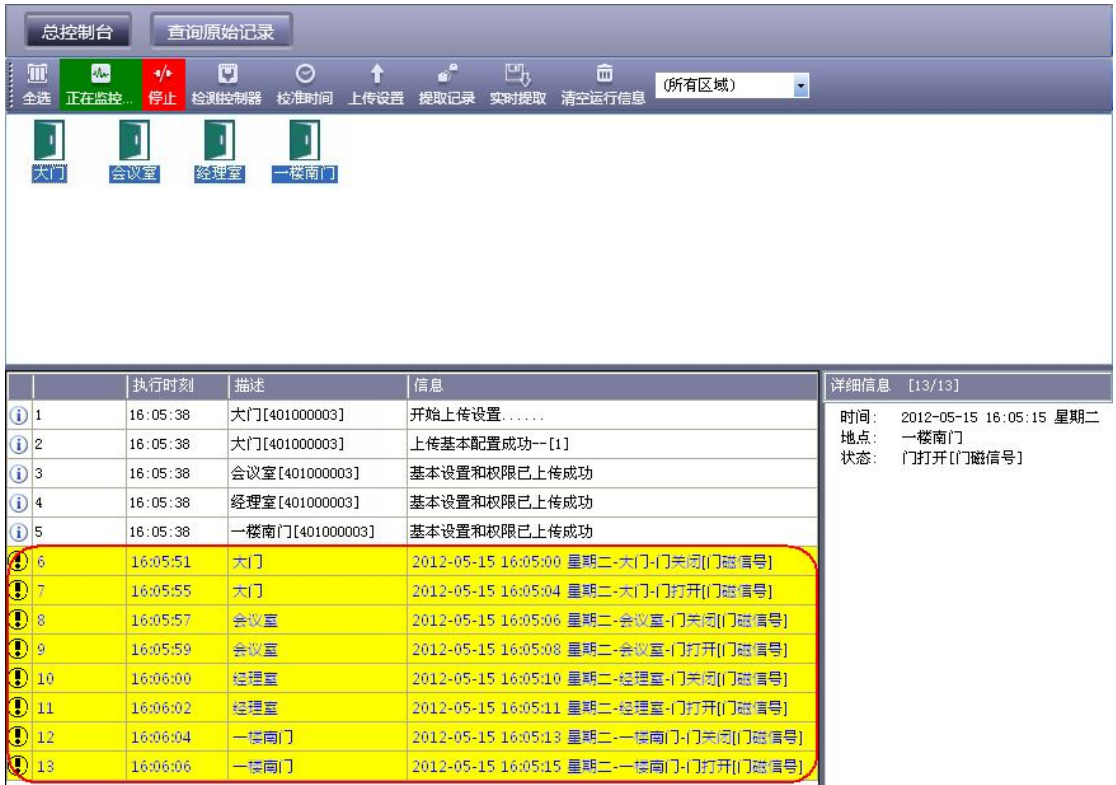 总控制台 查询原始记录
全选 正在监控... 停止 检测控制器 校准时间 上传设置 提取记录 实时提取 清空运行信息 (所有区域)
大门 会议室 经理室 一楼南门
执行时刻 描述 信息
1 16:05:38 大门[401000003] 开始上传设置......
2 16:05:38 大门[401000003] 上传基本配置成功--[1]
3 16:05:38 会议室[401000003] 基本设置和权限已上传成功
4 16:05:38 经理室[401000003] 基本设置和权限已上传成功
5 16:05:38 一楼南门[401000003] 基本设置和权限已上传成功
6 16:05:51 大门 2012-05-15 16:05:00 星期二-大门-门关闭[门磁信号]
7 16:05:55 大门 2012-05-15 16:05:04 星期二-大门-门打开[门磁信号]
8 16:05:57 会议室 2012-05-15 16:05:06 星期二-会议室-门关闭[门磁信号]
9 16:05:59 会议室 2012-05-15 16:05:08 星期二-会议室-门打开[门磁信号]
10 16:06:00 经理室 2012-05-15 16:05:10 星期二-经理室-门关闭[门磁信号]
11 16:06:02 经理室 2012-05-15 16:05:11 星期二-经理室-门打开[门磁信号]
12 16:06:04 一楼南门 2012-05-15 16:05:13 星期二-一楼南门-门关闭[门磁信号]
13 16:06:06 一楼南门 2012-05-15 16:05:15 星期二-一楼南门-门打开[门磁信号]
详细信息 [13/13]
时间: 2012-05-15 16:05:15 星期二
地点: 一楼南门
状态: 门打开[门磁信号]